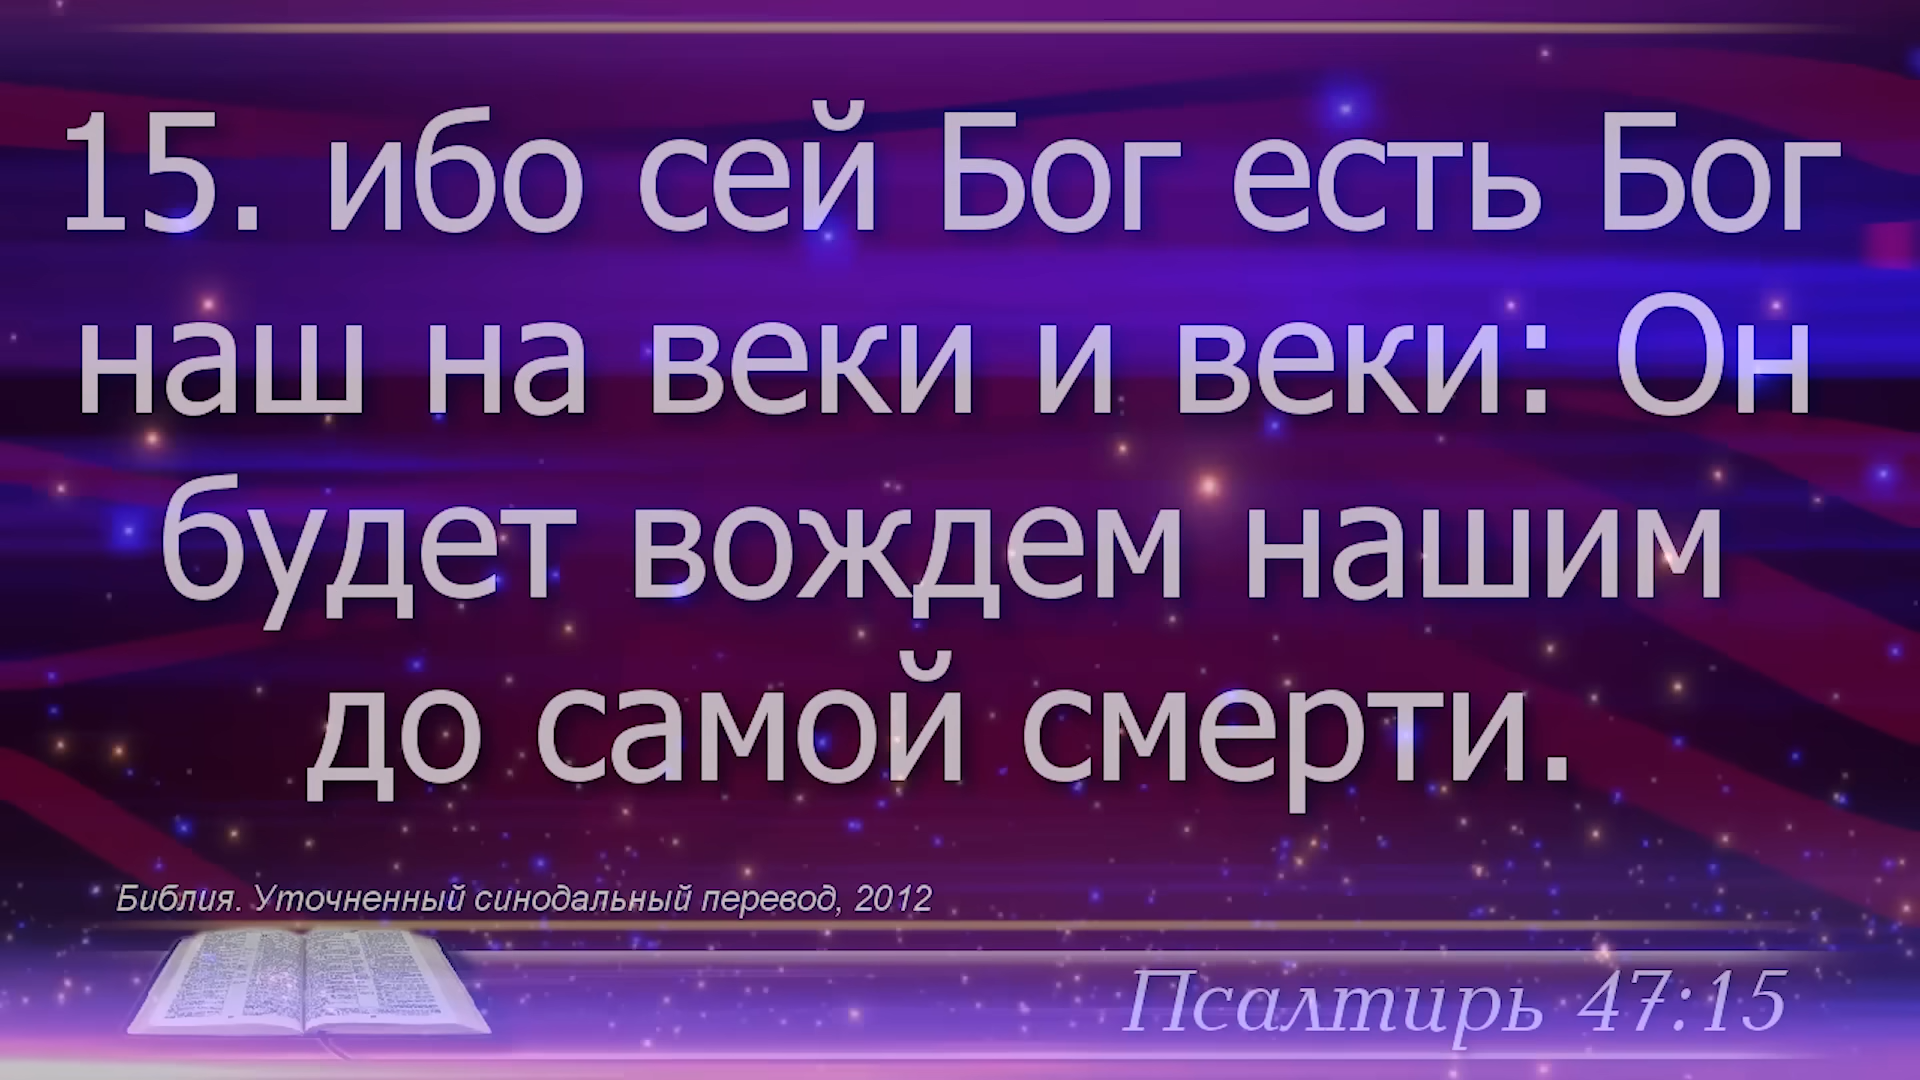 15. ибо сей Бог есть Бог
наш на веки и веки: Он
будет вождем нашим
до самой смерти.
Библия. Уточненный синодальный перевод, 2012
Псалтирь 47:15